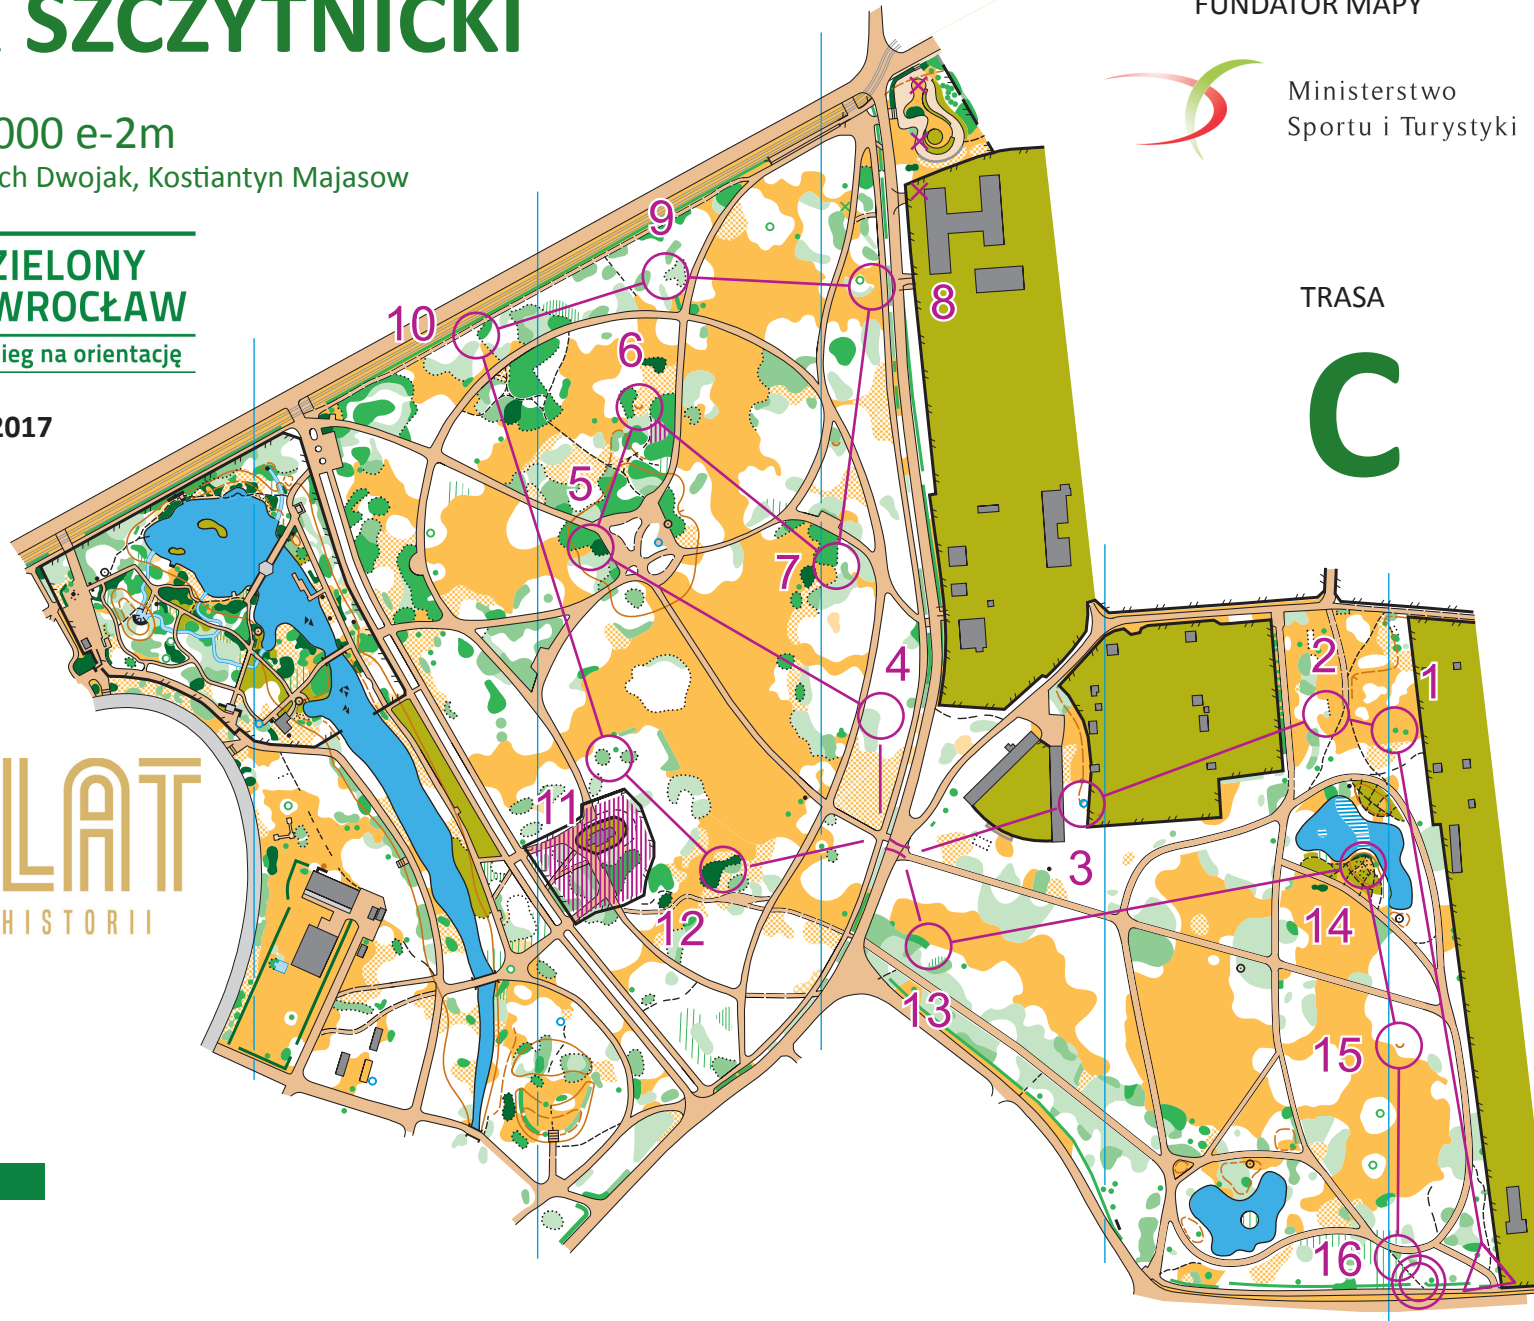 SZCZYTNICKI
000 e-2m
ch Dwojak, Kostiantyn Majasow
ZIELONY
WROCŁAW
ieg na orientację
2017
LAT
HISTORII
FUNDATOR MAPY
Ministerstwo
Sportu i Turystyki
TRASA
C
9
8
10
6
5
7
4
2
1
11
3
12
14
13
15
16